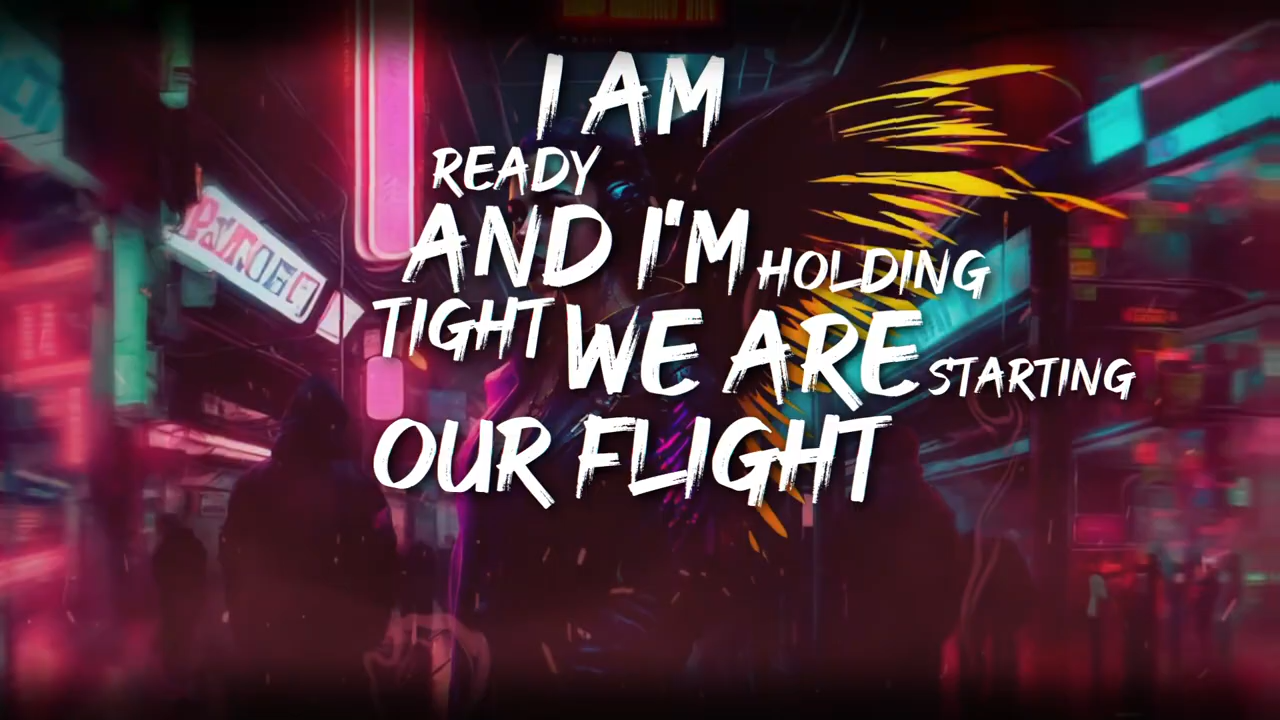 I AM
READY
AND I'M HOLDING
TIGHT WE ARE STARTING
OUR FLIGHT